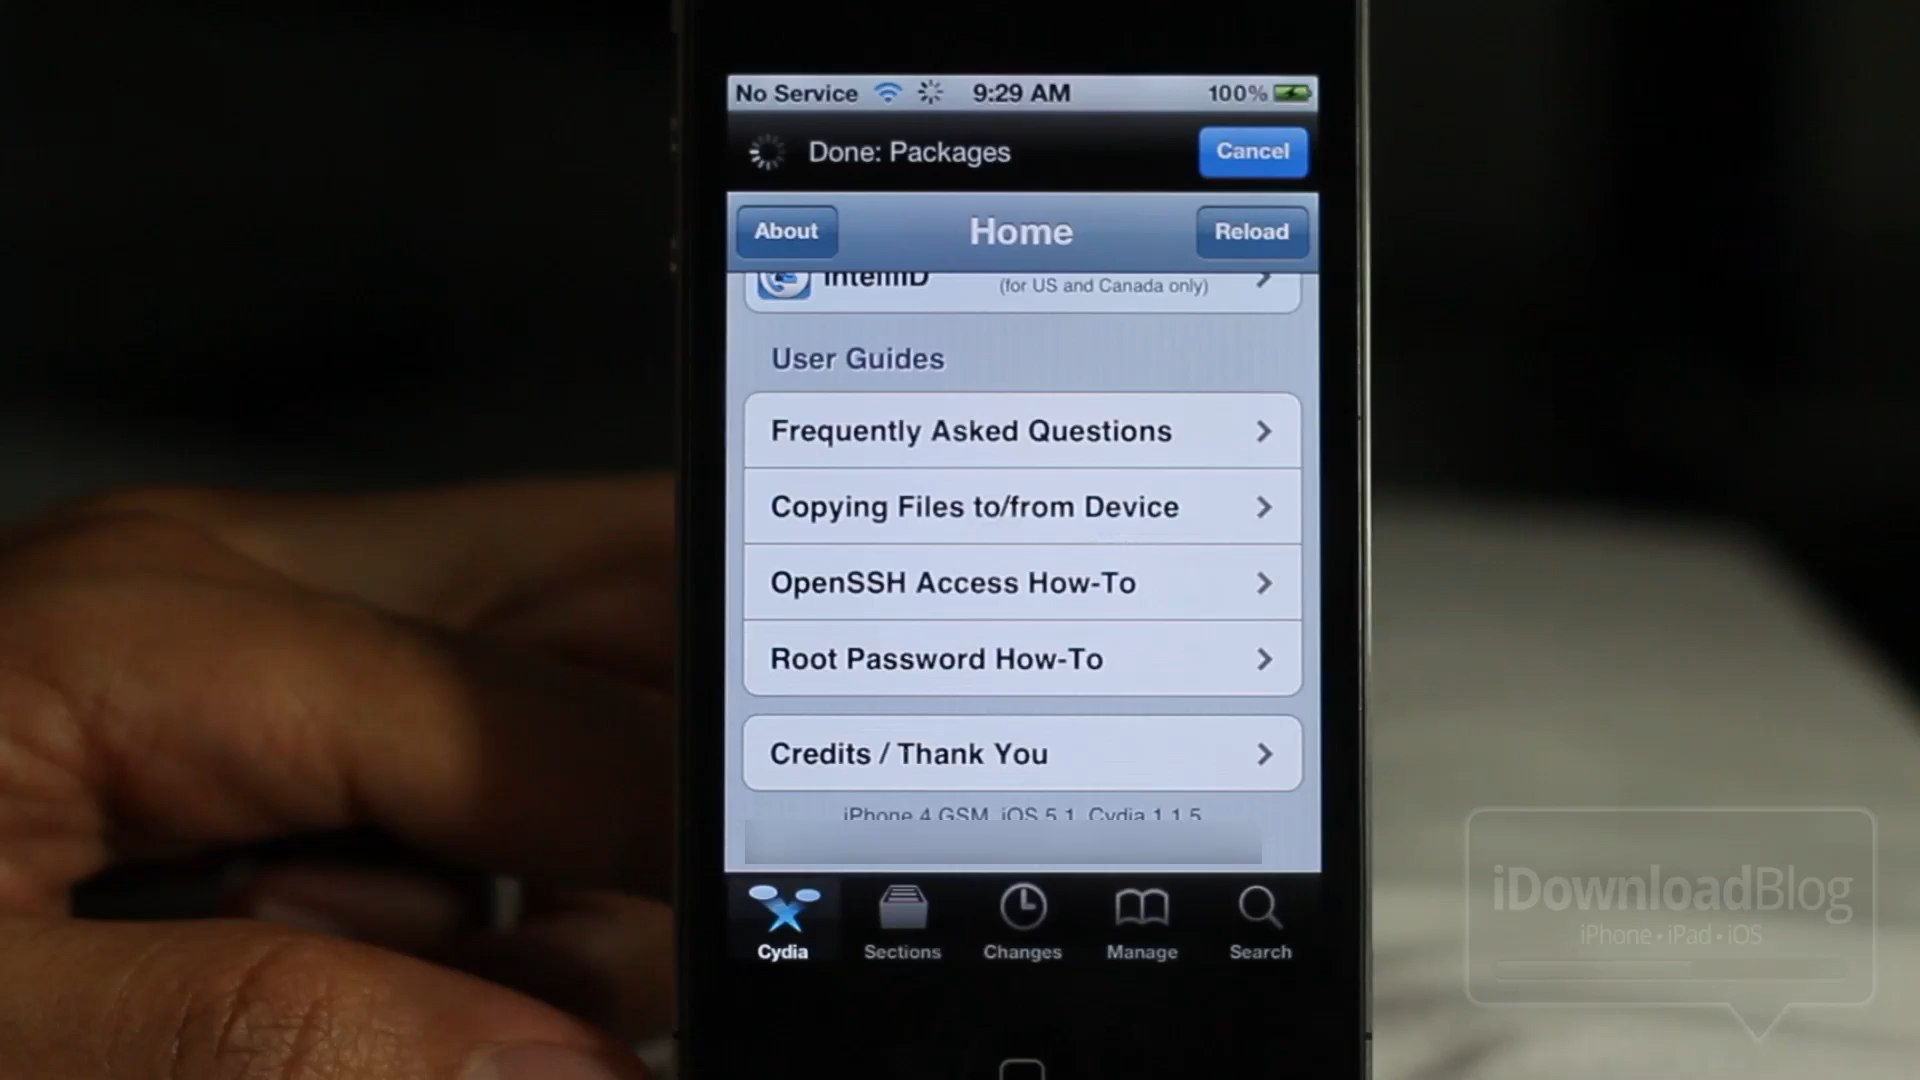 No Service 9:29 AM 100%
Done: Packages Cancel
About Home Reload
IntelliID (for US and Canada only)
User Guides
Frequently Asked Questions
Copying Files to/from Device
OpenSSH Access How-To
Root Password How-To
Credits / Thank You
iPhone 4 GSM, iOS 5.1, Cydia 1.1.5
Cydia Sections Changes Manage Search
iDownloadBlog
iPhone • iPad • iOS